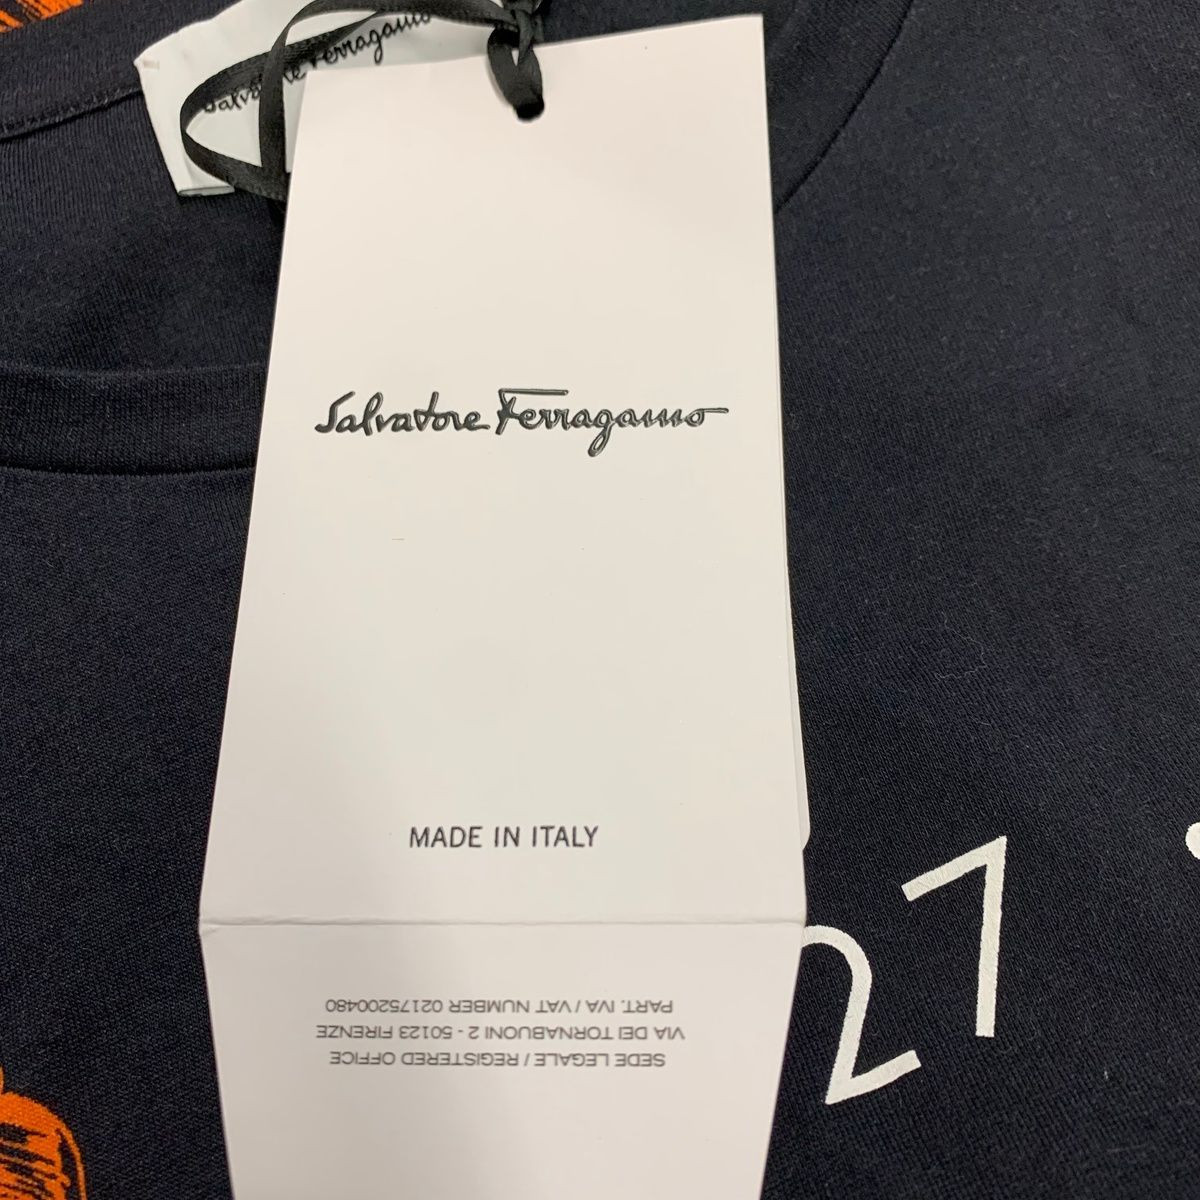 Salvatore Ferragamo
Salvatore Ferragamo
MADE IN ITALY
27
SEDE LEGALE / REGISTERED OFFICE
VIA DEI TORNABUONI 2 - 50123 FIRENZE
PART. IVA / VAT NUMBER 02175200480